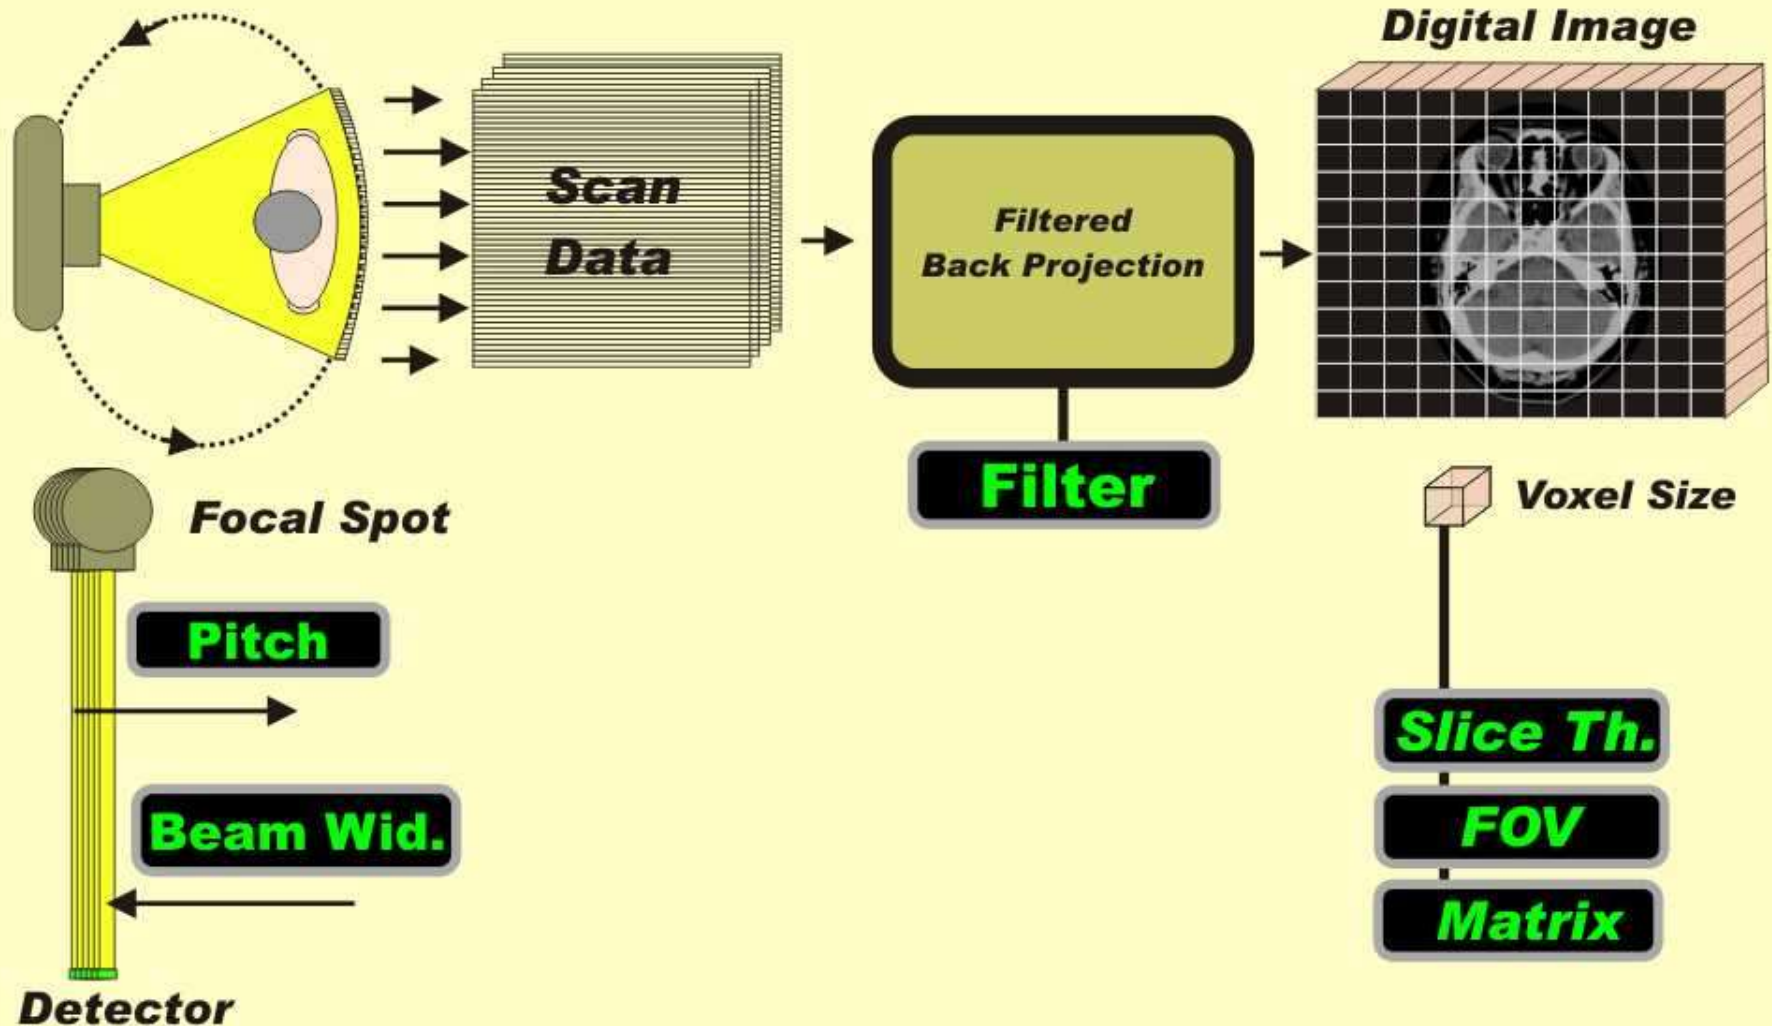 Digital Image
Scan
Data
Filtered
Back Projection
Filter
Focal Spot
Voxel Size
Pitch
Beam Wid.
Slice Th.
FOV
Matrix
Detector